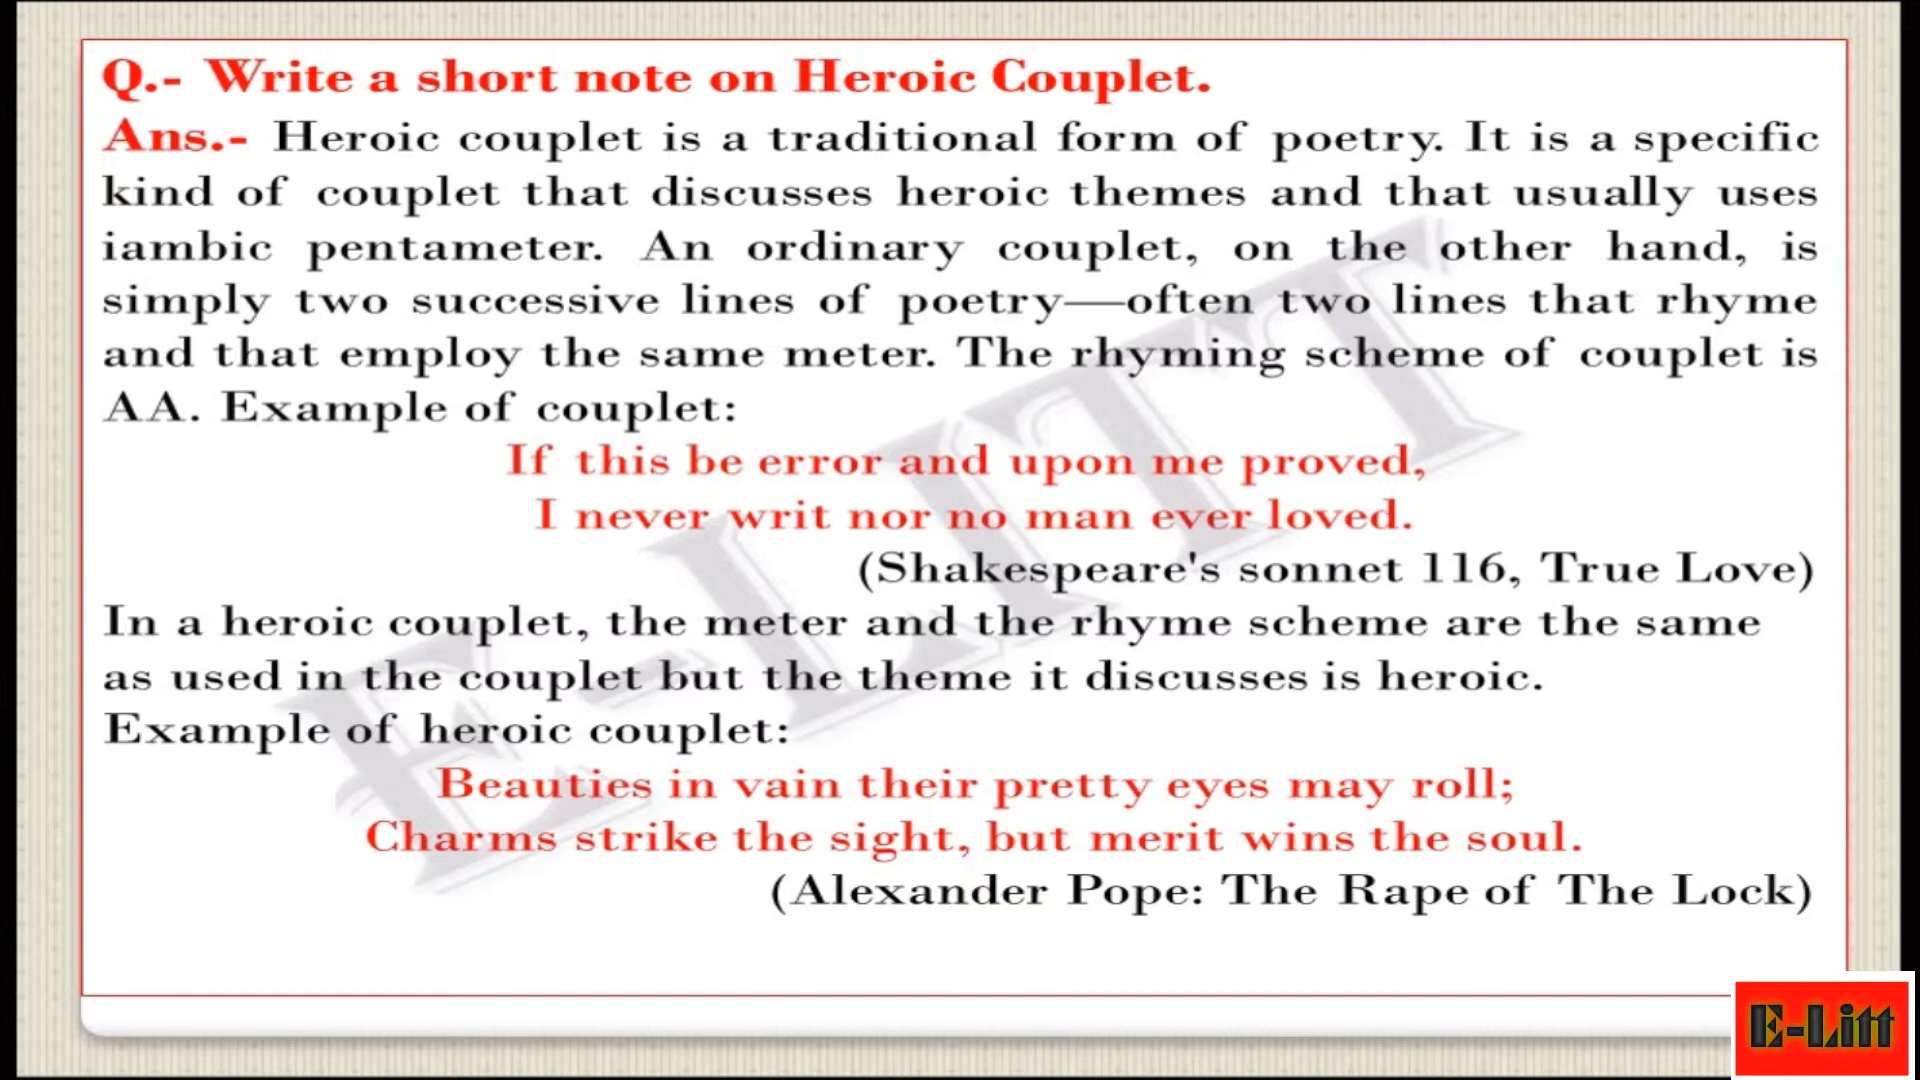 Q.- Write a short note on Heroic Couplet.
Ans.- Heroic couplet is a traditional form of poetry. It is a specific
kind of couplet that discusses heroic themes and that usually uses
iambic pentameter. An ordinary couplet, on the other hand, is
simply two successive lines of poetry—often two lines that rhyme
and that employ the same meter. The rhyming scheme of couplet is
AA. Example of couplet:
If this be error and upon me proved,
I never writ nor no man ever loved.
(Shakespeare's sonnet 116, True Love)
In a heroic couplet, the meter and the rhyme scheme are the same
as used in the couplet but the theme it discusses is heroic.
Example of heroic couplet:
Beauties in vain their pretty eyes may roll;
Charms strike the sight, but merit wins the soul.
(Alexander Pope: The Rape of The Lock)
E-LITT
E-Litt